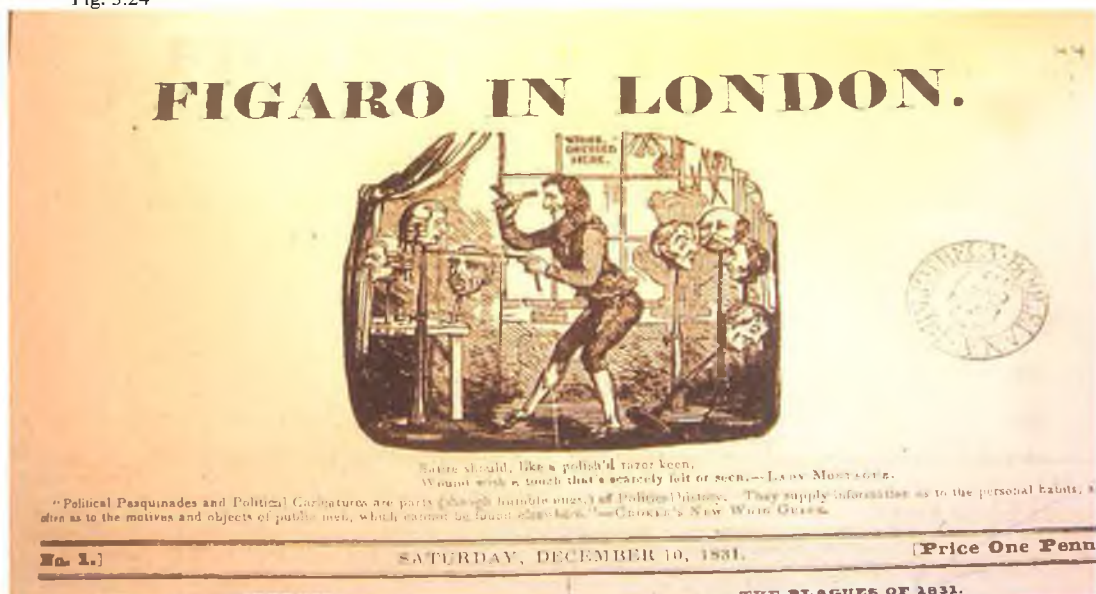 Fig. 3.24
FIGARO IN LONDON.
WIGS
DRESSED
HERE.
BIBLIOTHECA BODLEIANA
Satire should, like a polish'd razor keen,
Wound with a touch that's scarcely felt or seen.—LADY MONTAGUE.
"Political Pasquinades and Political Caricatures are parts (though humble ones,) of Political history. They supply information as to the personal habits, a
often as to the motives and objects of public men, which cannot be found elsewhere."—CROKER'S NEW WHIG GUIDE.
No. 1.]
SATURDAY, DECEMBER 10, 1831.
[Price One Penn
THE PLAGUES OF 1831.